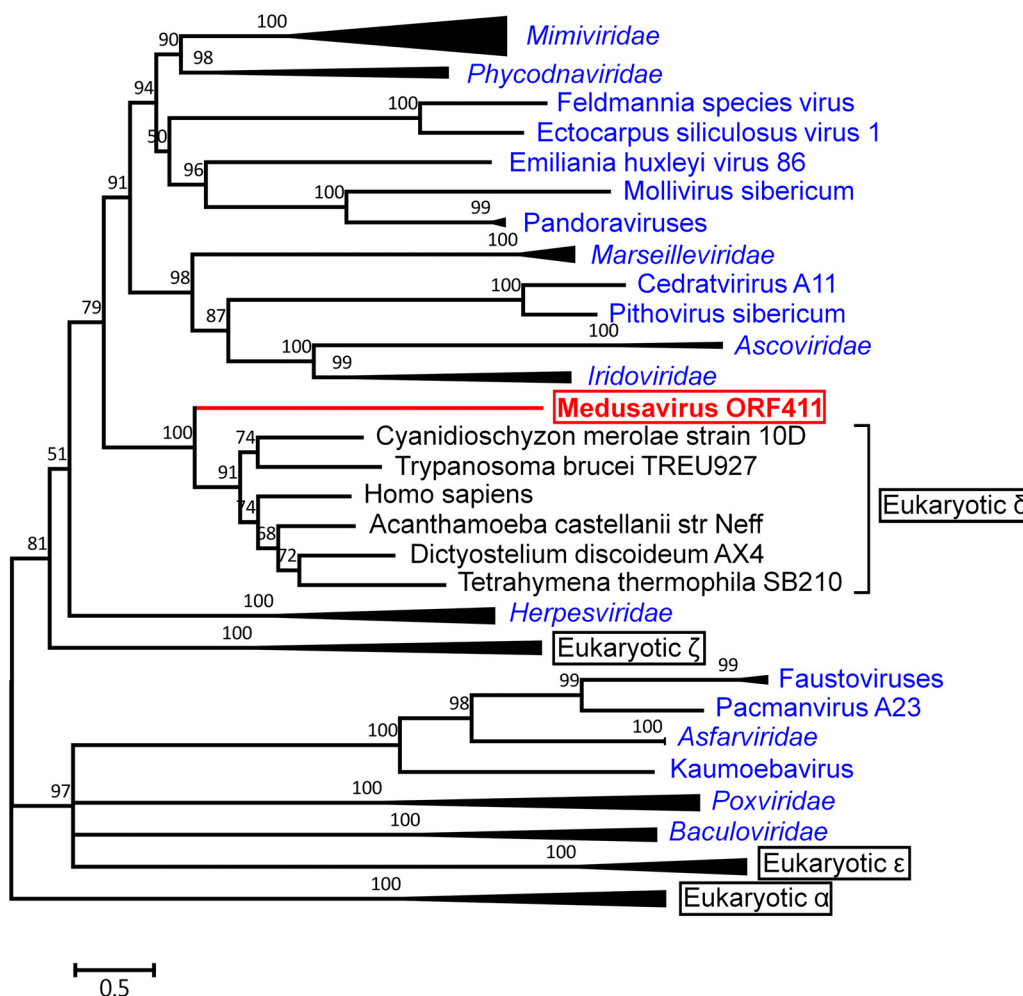 100
Mimiviridae
90
98
Phycodnaviridae
94
100
Feldmannia species virus
Ectocarpus siliculosus virus 1
50
Emiliania huxleyi virus 86
96
100
Mollivirus sibericum
91
99
Pandoraviruses
100
Marseilleviridae
98
Cedratvirirus A11
100
Pithovirus sibericum
79
87
100
Ascoviridae
100
99
Iridoviridae
Medusavirus ORF411
100
74
Cyanidioschyzon merolae strain 10D
Trypanosoma brucei TREU927
51
91
Homo sapiens
74
Eukaryotic δ
Acanthamoeba castellanii str Neff
68
Dictyostelium discoideum AX4
72
81
Tetrahymena thermophila SB210
100
Herpesviridae
100
Eukaryotic ζ
99
Faustoviruses
99
Pacmanvirus A23
98
100
Asfarviridae
100
Kaumoebavirus
97
100
Poxviridae
100
Baculoviridae
100
Eukaryotic ε
100
Eukaryotic α
0.5